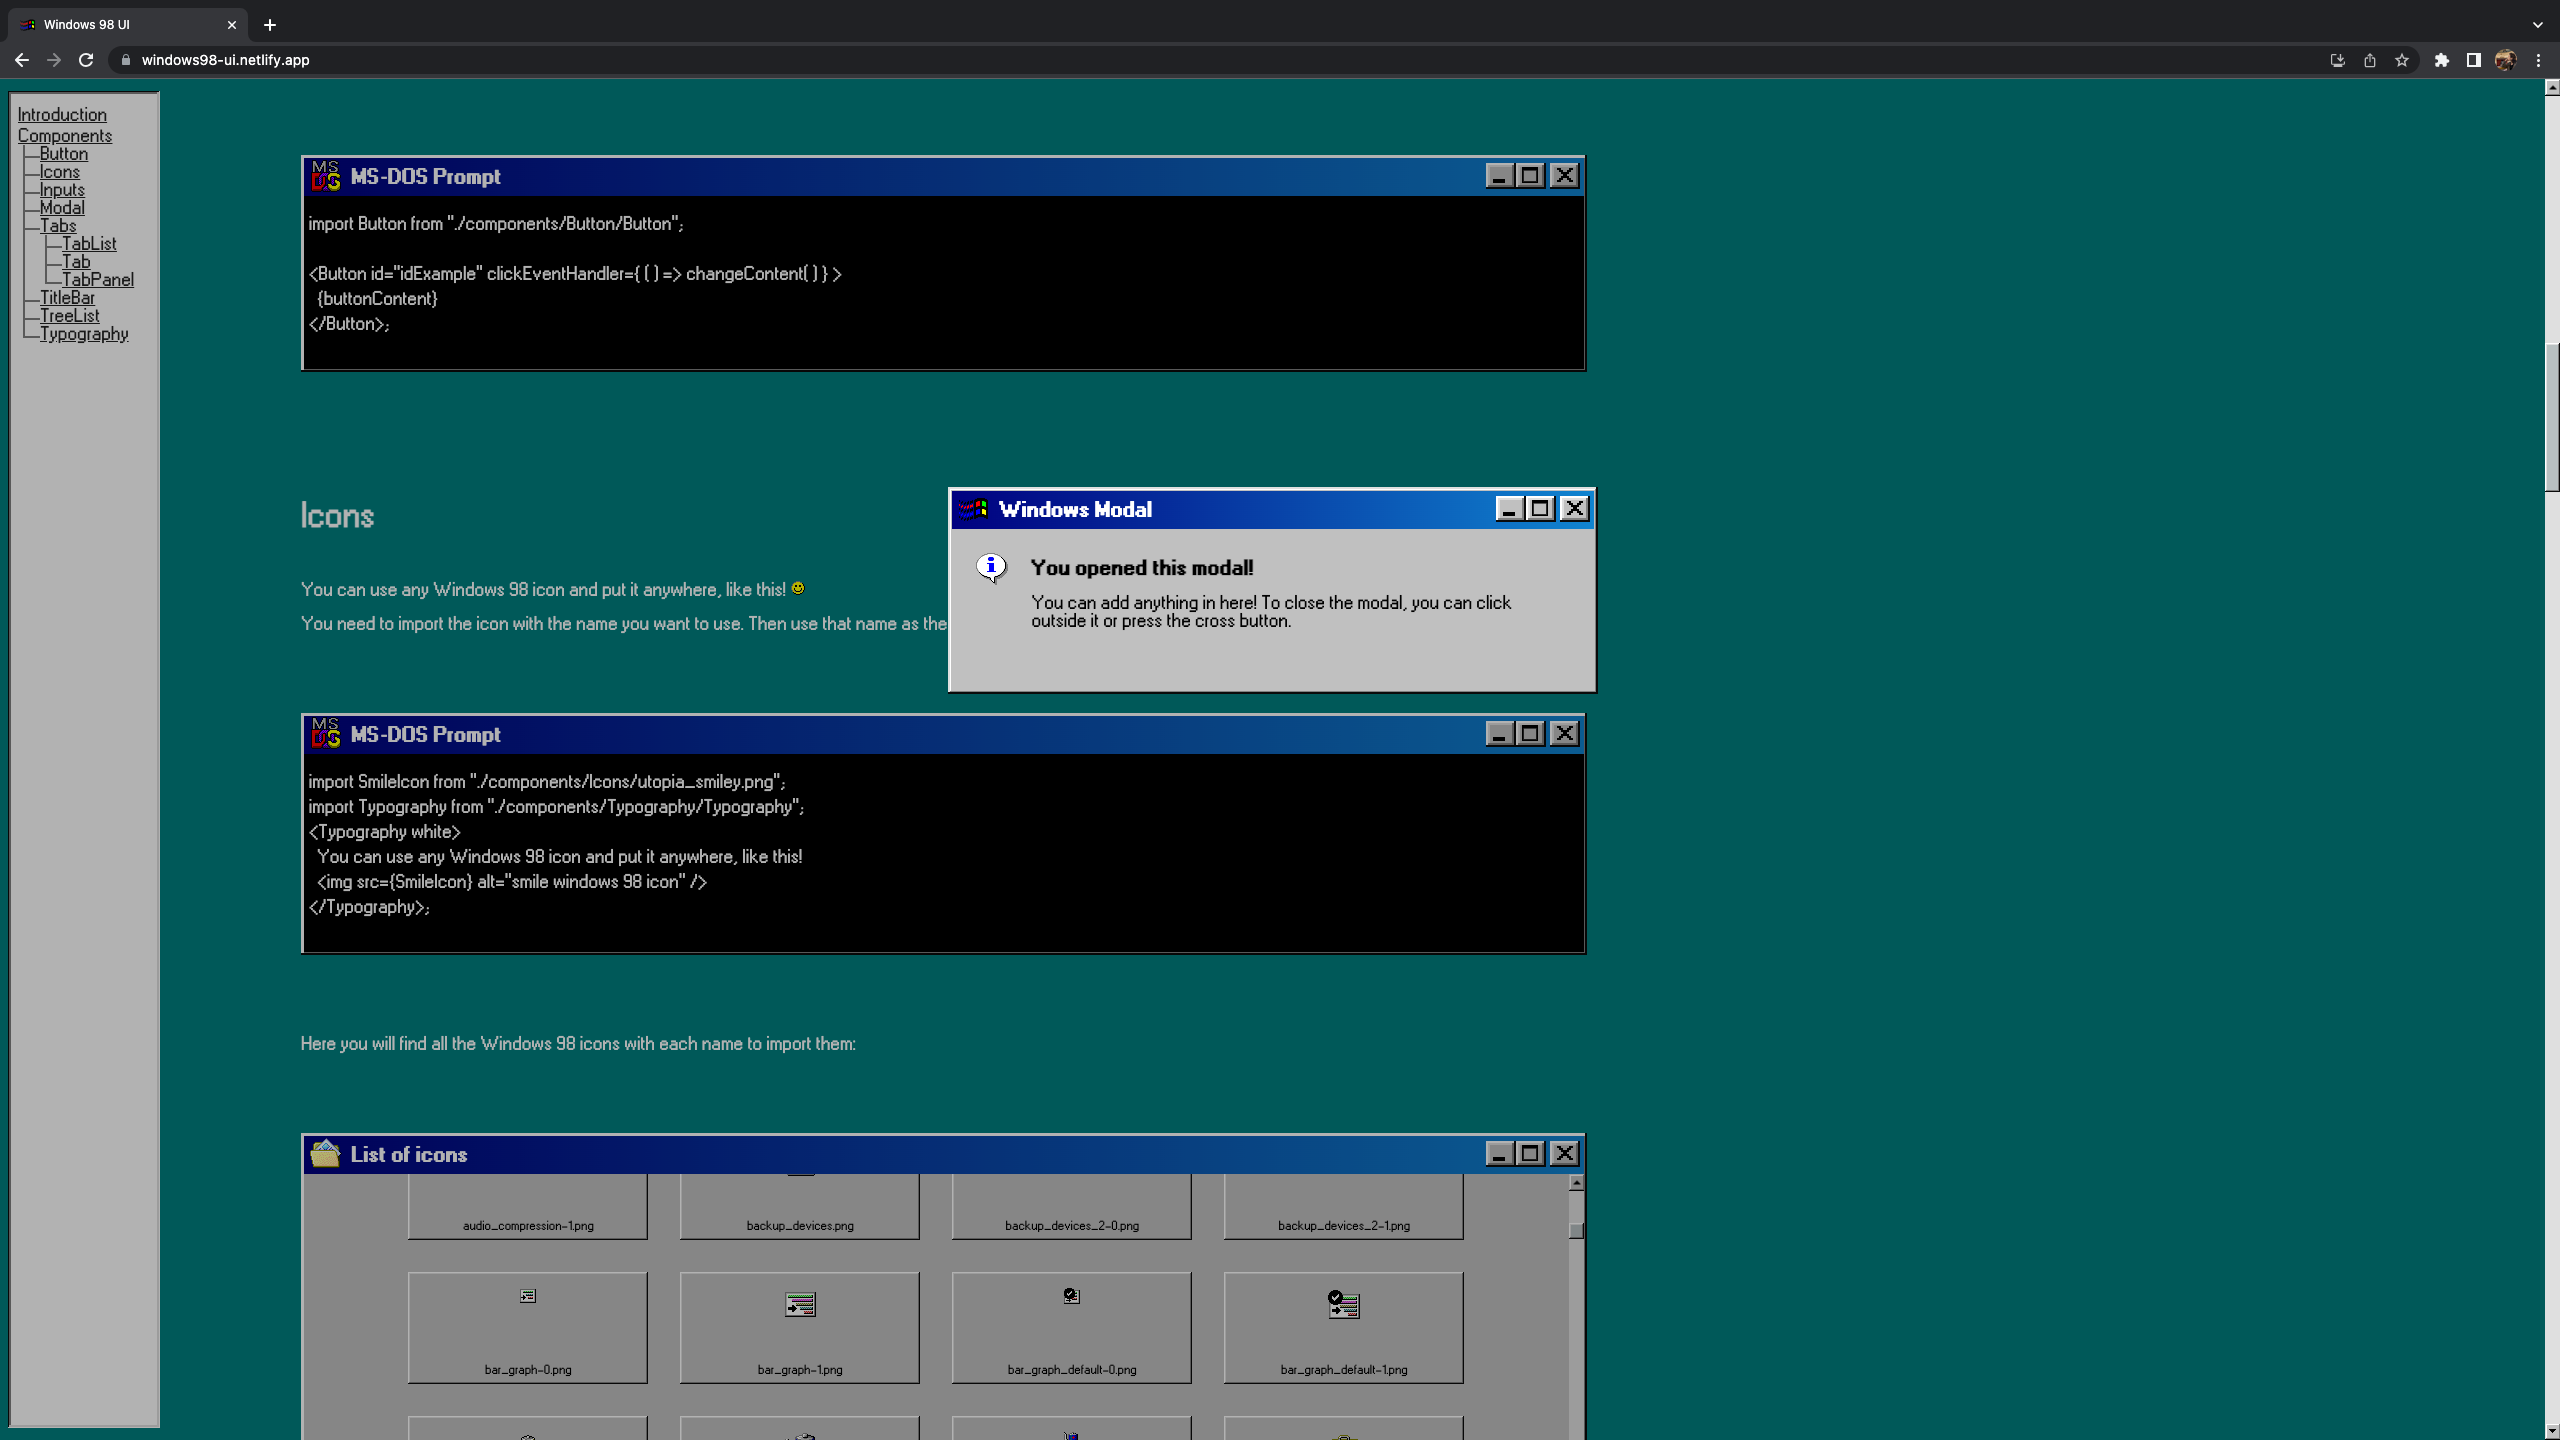 Windows 98 UI
windows98-ui.netlify.app
Introduction
Components
Button
Icons
Inputs
Modal
Tabs
TabList
Tab
TabPanel
TitleBar
TreeList
Typography
MS-DOS Prompt
import Button from "./components/Button/Button";
<Button id="idExample" clickEventHandler={ ( ) => changeContent( ) } >
{buttonContent}
</Button>;
Icons
You can use any Windows 98 icon and put it anywhere, like this!
You need to import the icon with the name you want to use. Then use that name as the
Windows Modal
You opened this modal!
You can add anything in here! To close the modal, you can click
outside it or press the cross button.
MS-DOS Prompt
import SmileIcon from "./components/Icons/utopia_smiley.png";
import Typography from "./components/Typography/Typography";
<Typography white>
You can use any Windows 98 icon and put it anywhere, like this!
<img src={SmileIcon} alt="smile windows 98 icon" />
</Typography>;
Here you will find all the Windows 98 icons with each name to import them:
List of icons
audio_compression-1.png backup_devices.png backup_devices_2-0.png backup_devices_2-1.png
bar_graph-0.png bar_graph-1.png bar_graph_default-0.png bar_graph_default-1.png